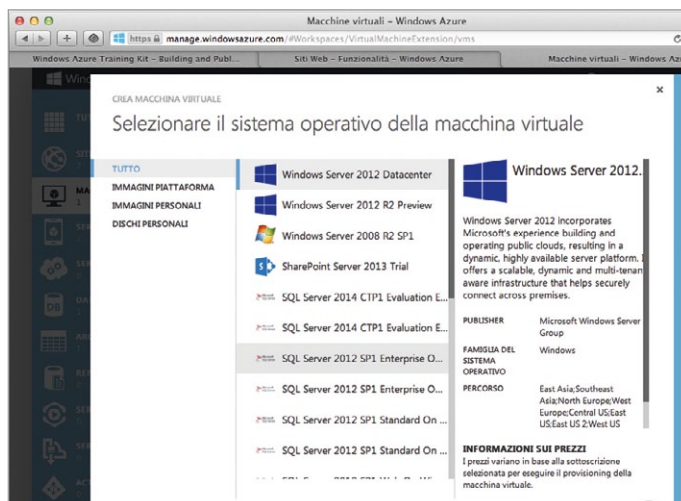 Macchine virtuali – Windows Azure
https manage.windowsazure.com/#Workspaces/VirtualMachineExtension/vms
Windows Azure Training Kit – Building and Publ...
Siti Web – Funzionalità – Windows Azure
Macchine virtuali – Windows Az
CREA MACCHINA VIRTUALE
Selezionare il sistema operativo della macchina virtuale
TUTTO
IMMAGINI PIATTAFORMA
IMMAGINI PERSONALI
DISCHI PERSONALI
Windows Server 2012 Datacenter
Windows Server 2012 R2 Preview
Windows Server 2008 R2 SP1
SharePoint Server 2013 Trial
SQL Server 2014 CTP1 Evaluation E...
SQL Server 2014 CTP1 Evaluation E...
SQL Server 2012 SP1 Enterprise O...
SQL Server 2012 SP1 Enterprise O...
SQL Server 2012 SP1 Standard On ...
SQL Server 2012 SP1 Standard On ...
Windows Server 2012.
Windows Server 2012 incorporates
Microsoft's experience building and
operating public clouds, resulting in a
dynamic, highly available server platform. I
offers a scalable, dynamic and multi-tenan
aware infrastructure that helps securely
connect across premises.
PUBLISHER
Microsoft Windows Server
Group
FAMIGLIA DEL
SISTEMA
OPERATIVO
Windows
PERCORSO
East Asia;Southeast
Asia;North Europe;West
Europe;Central US;East
US;East US 2;West US
INFORMAZIONI SUI PREZZI
I prezzi variano in base alla sottoscrizione
selezionata per eseguire il provisioning della
macchina virtuale.